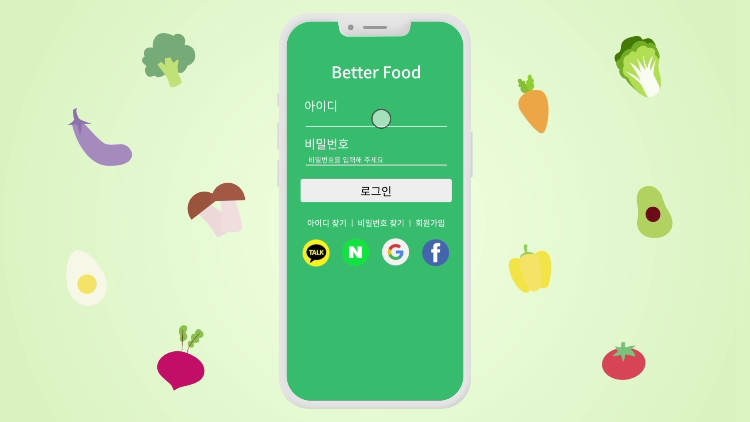 Better Food
아이디
비밀번호
비밀번호를 입력해 주세요
로그인
아이디 찾기 | 비밀번호 찾기 | 회원가입
TALK N G f